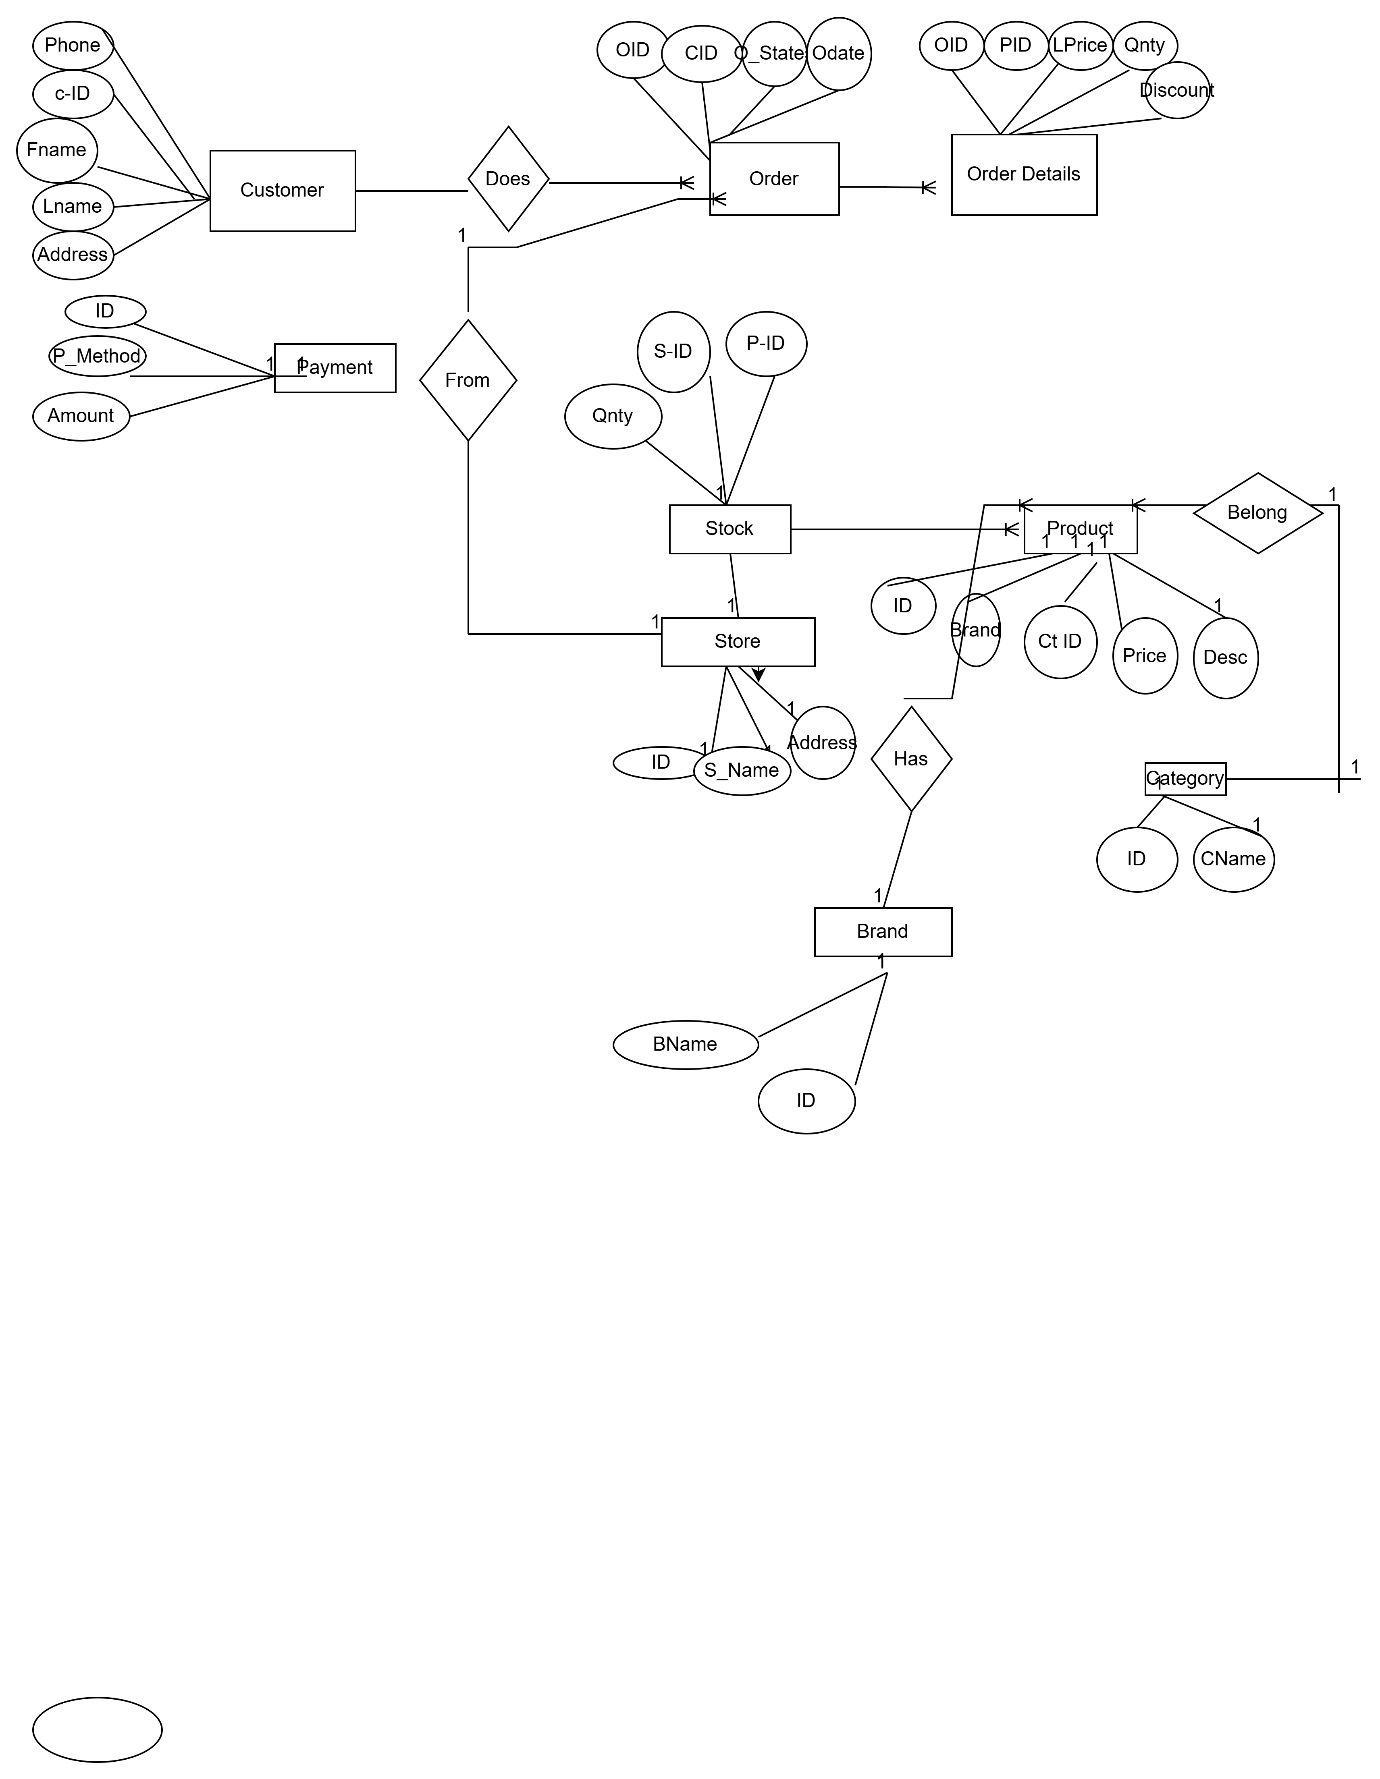 Phone
c-ID
Fname
Lname
Address
Customer
Does
OID
CID
O_State
Odate
Order
OID
PID
LPrice
Qnty
Discount
Order Details
1
ID
P_Method
Amount
1
1
Payment
From
S-ID
P-ID
Qnty
1
Stock
Product
1
1
1
1
Belong
1
ID
Brand
Ct ID
Price
1
Desc
1
1
Store
1
Address
1
ID
S_Name
Has
Category
1
1
ID
1
CName
1
Brand
1
BName
ID